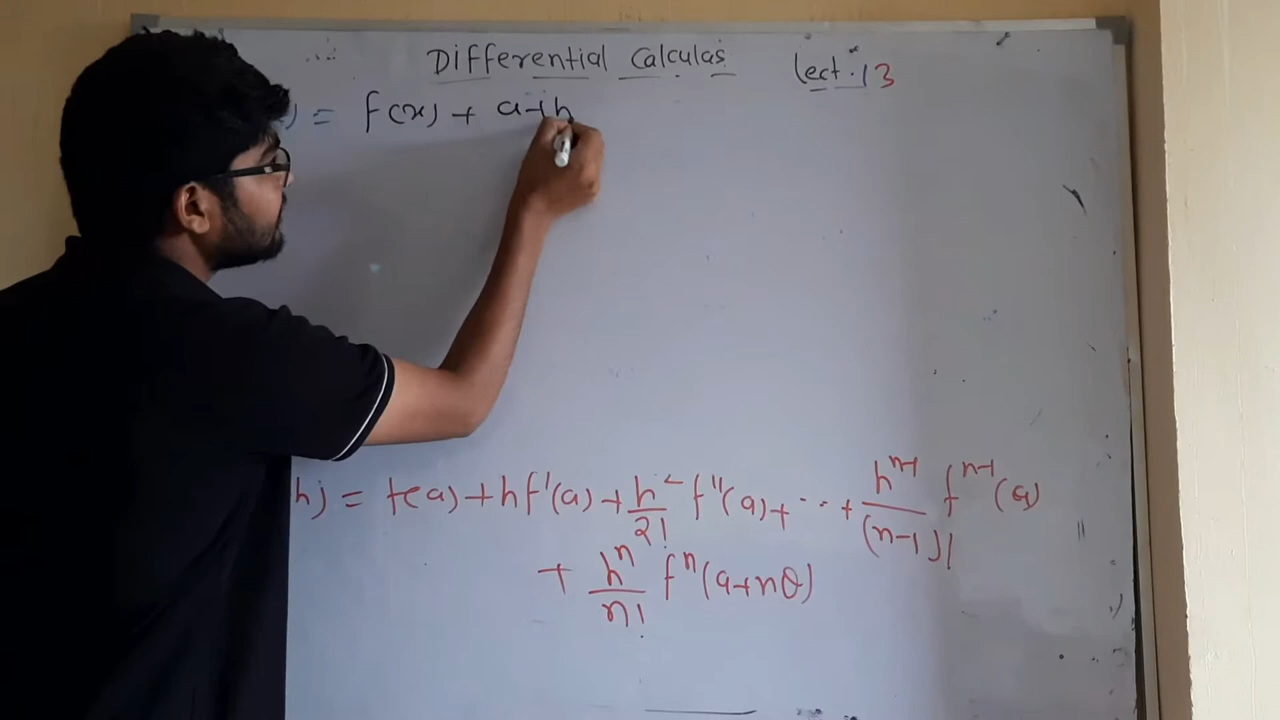 Differential Calculas
Lect.13
) = f(x) + a+h
h) = f(a) + hf'(a) + h²/2! f''(a) + ... + hⁿ⁻¹/(n-1)! fⁿ⁻¹(a)
+ hⁿ/n! fⁿ(a+nθ)